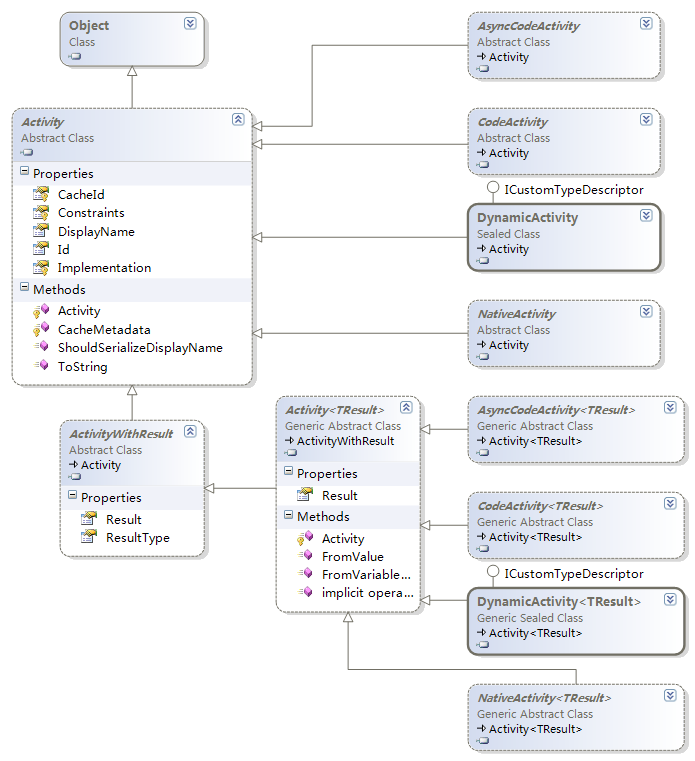 Object
Class
Activity
Abstract Class
Properties
CacheId
Constraints
DisplayName
Id
Implementation
Methods
Activity
CacheMetadata
ShouldSerializeDisplayName
ToString
ActivityWithResult
Abstract Class
Activity
Properties
Result
ResultType
Activity<TResult>
Generic Abstract Class
ActivityWithResult
Properties
Result
Methods
Activity
FromValue
FromVariable...
implicit opera...
AsyncCodeActivity
Abstract Class
Activity
CodeActivity
Abstract Class
Activity
ICustomTypeDescriptor
DynamicActivity
Sealed Class
Activity
NativeActivity
Abstract Class
Activity
AsyncCodeActivity<TResult>
Generic Abstract Class
Activity<TResult>
CodeActivity<TResult>
Generic Abstract Class
Activity<TResult>
ICustomTypeDescriptor
DynamicActivity<TResult>
Generic Sealed Class
Activity<TResult>
NativeActivity<TResult>
Generic Abstract Class
Activity<TResult>